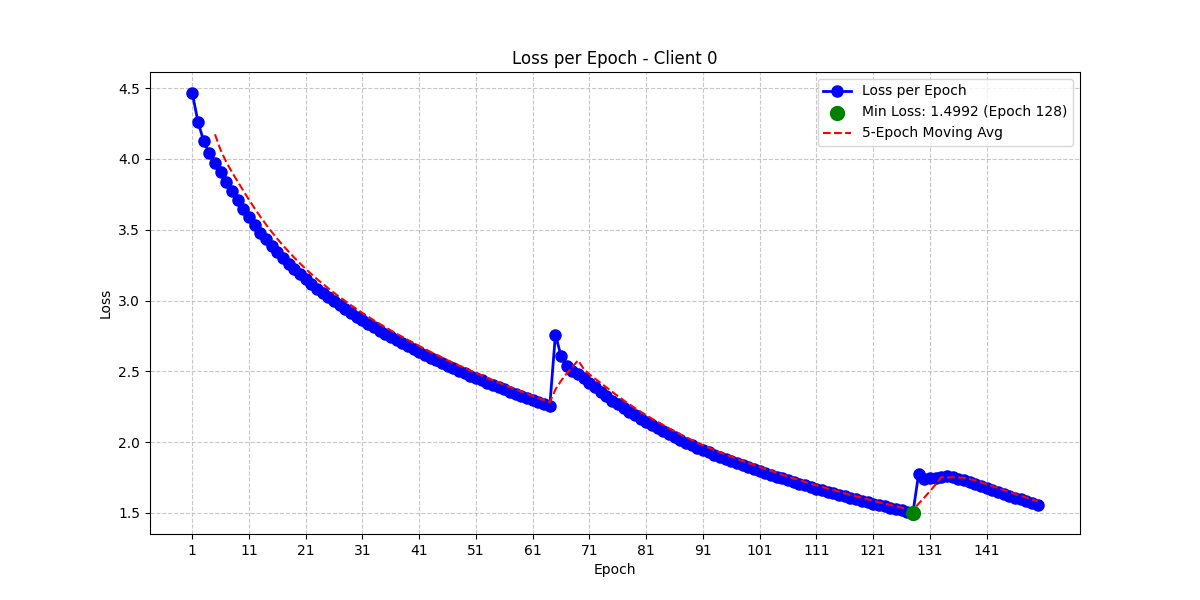 Loss per Epoch - Client 0
Loss per Epoch
Min Loss: 1.4992 (Epoch 128)
5-Epoch Moving Avg
Loss
4.5
4.0
3.5
3.0
2.5
2.0
1.5
1 11 21 31 41 51 61 71 81 91 101 111 121 131 141
Epoch